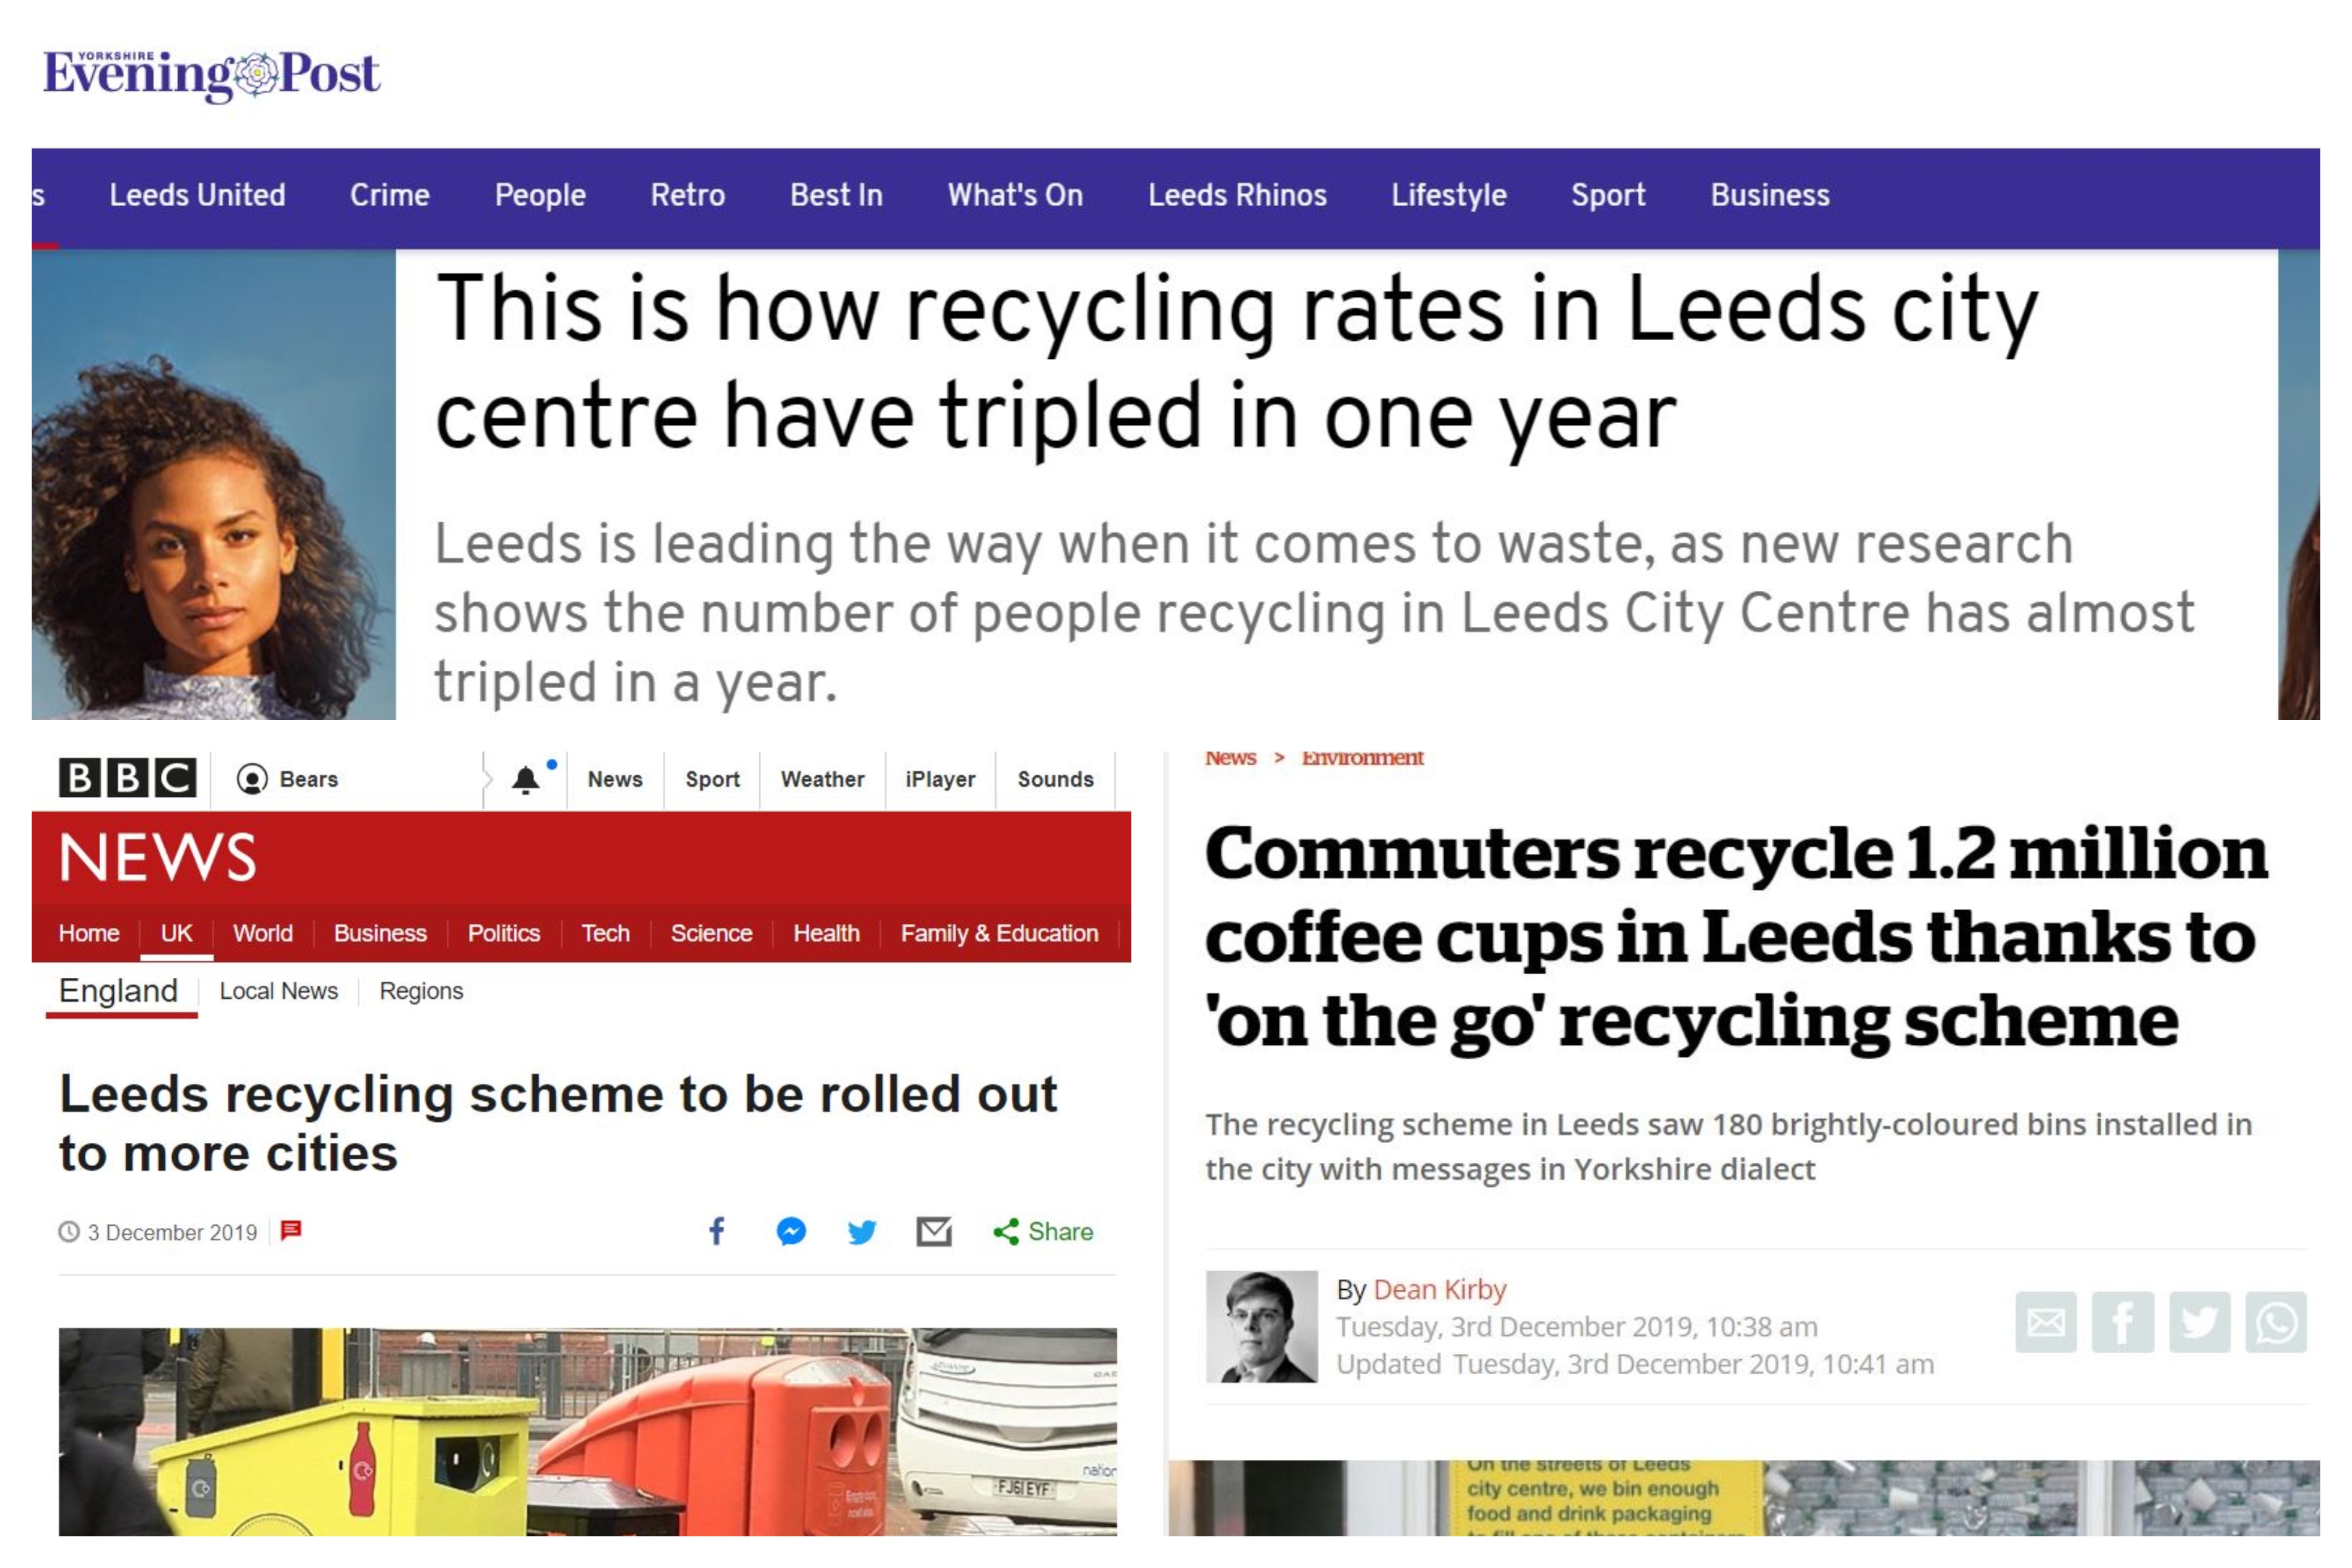 YORKSHIRE
Evening Post
s Leeds United Crime People Retro Best In What's On Leeds Rhinos Lifestyle Sport Business
This is how recycling rates in Leeds city
centre have tripled in one year
Leeds is leading the way when it comes to waste, as new research
shows the number of people recycling in Leeds City Centre has almost
tripled in a year.
BBC Bears News Sport Weather iPlayer Sounds
NEWS
Home UK World Business Politics Tech Science Health Family & Education
England Local News Regions
Leeds recycling scheme to be rolled out
to more cities
3 December 2019 Share
nation
FJ61 EYF
News > Environment
Commuters recycle 1.2 million
coffee cups in Leeds thanks to
'on the go' recycling scheme
The recycling scheme in Leeds saw 180 brightly-coloured bins installed in
the city with messages in Yorkshire dialect
By Dean Kirby
Tuesday, 3rd December 2019, 10:38 am
Updated Tuesday, 3rd December 2019, 10:41 am
On the streets of Leeds
city centre, we bin enough
food and drink packaging